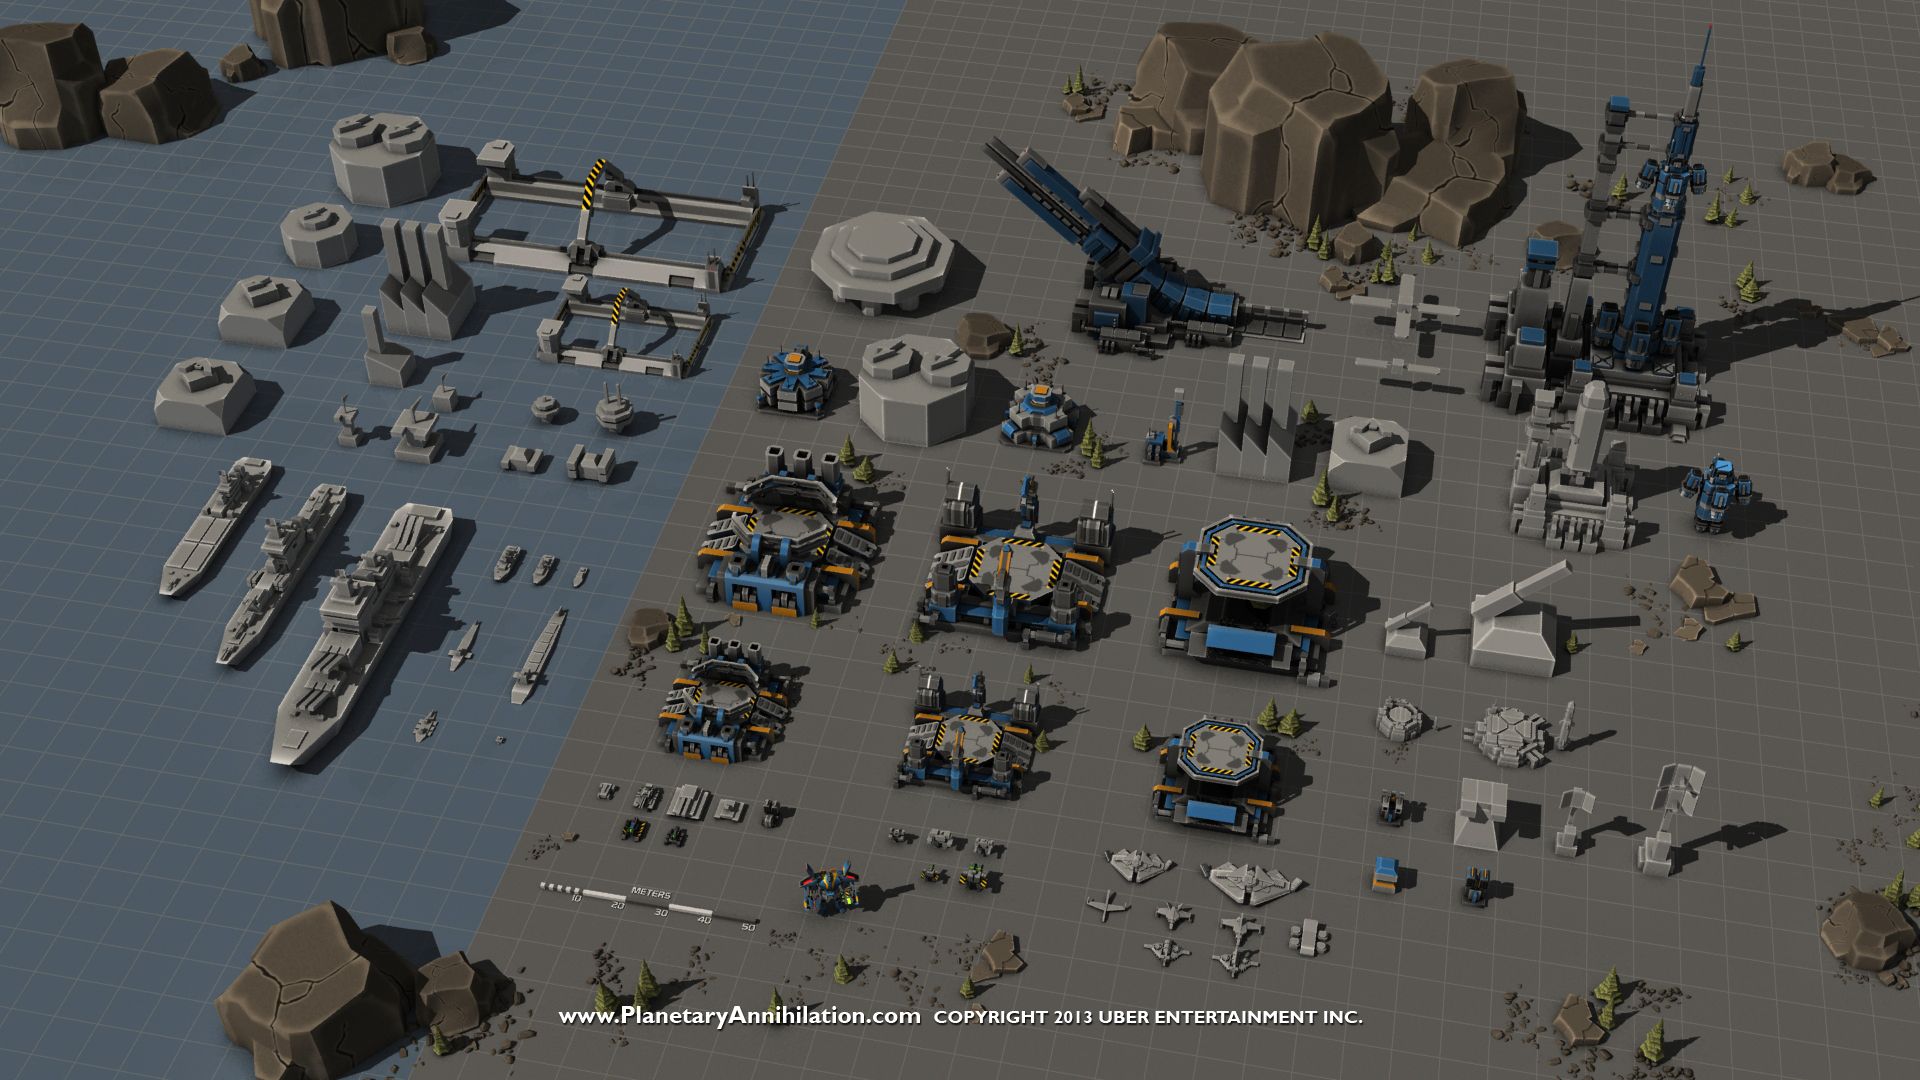 METERS
10 20 30 40 50
www.PlanetaryAnnihilation.com COPYRIGHT 2013 UBER ENTERTAINMENT INC.